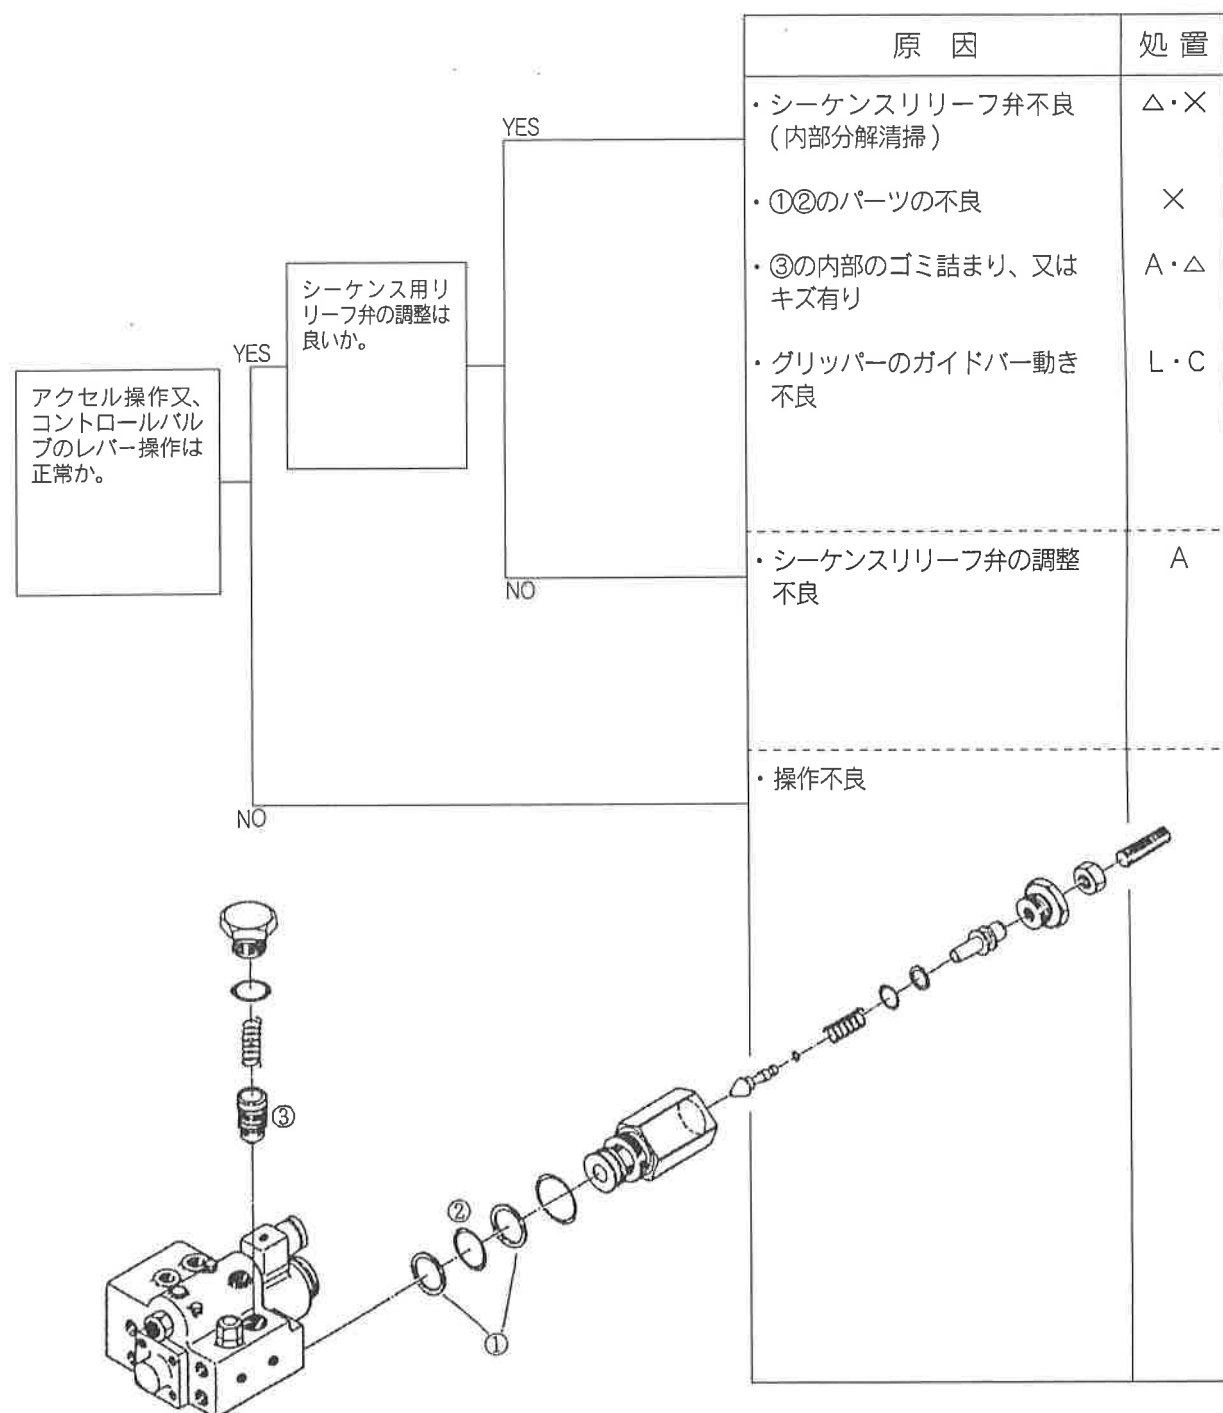 原 因
処 置
・シーケンスリリーフ弁不良
(内部分解清掃)
△・×
・①②のパーツの不良
×
・③の内部のゴミ詰まり、又は
キズ有り
A・△
・グリッパーのガイドバー動き
不良
L・C
・シーケンスリリーフ弁の調整
不良
A
・操作不良
YES
シーケンス用リ
リーフ弁の調整は
良いか。
YES
アクセル操作又、
コントロールバル
ブのレバー操作は
正常か。
NO
NO
③
②
①